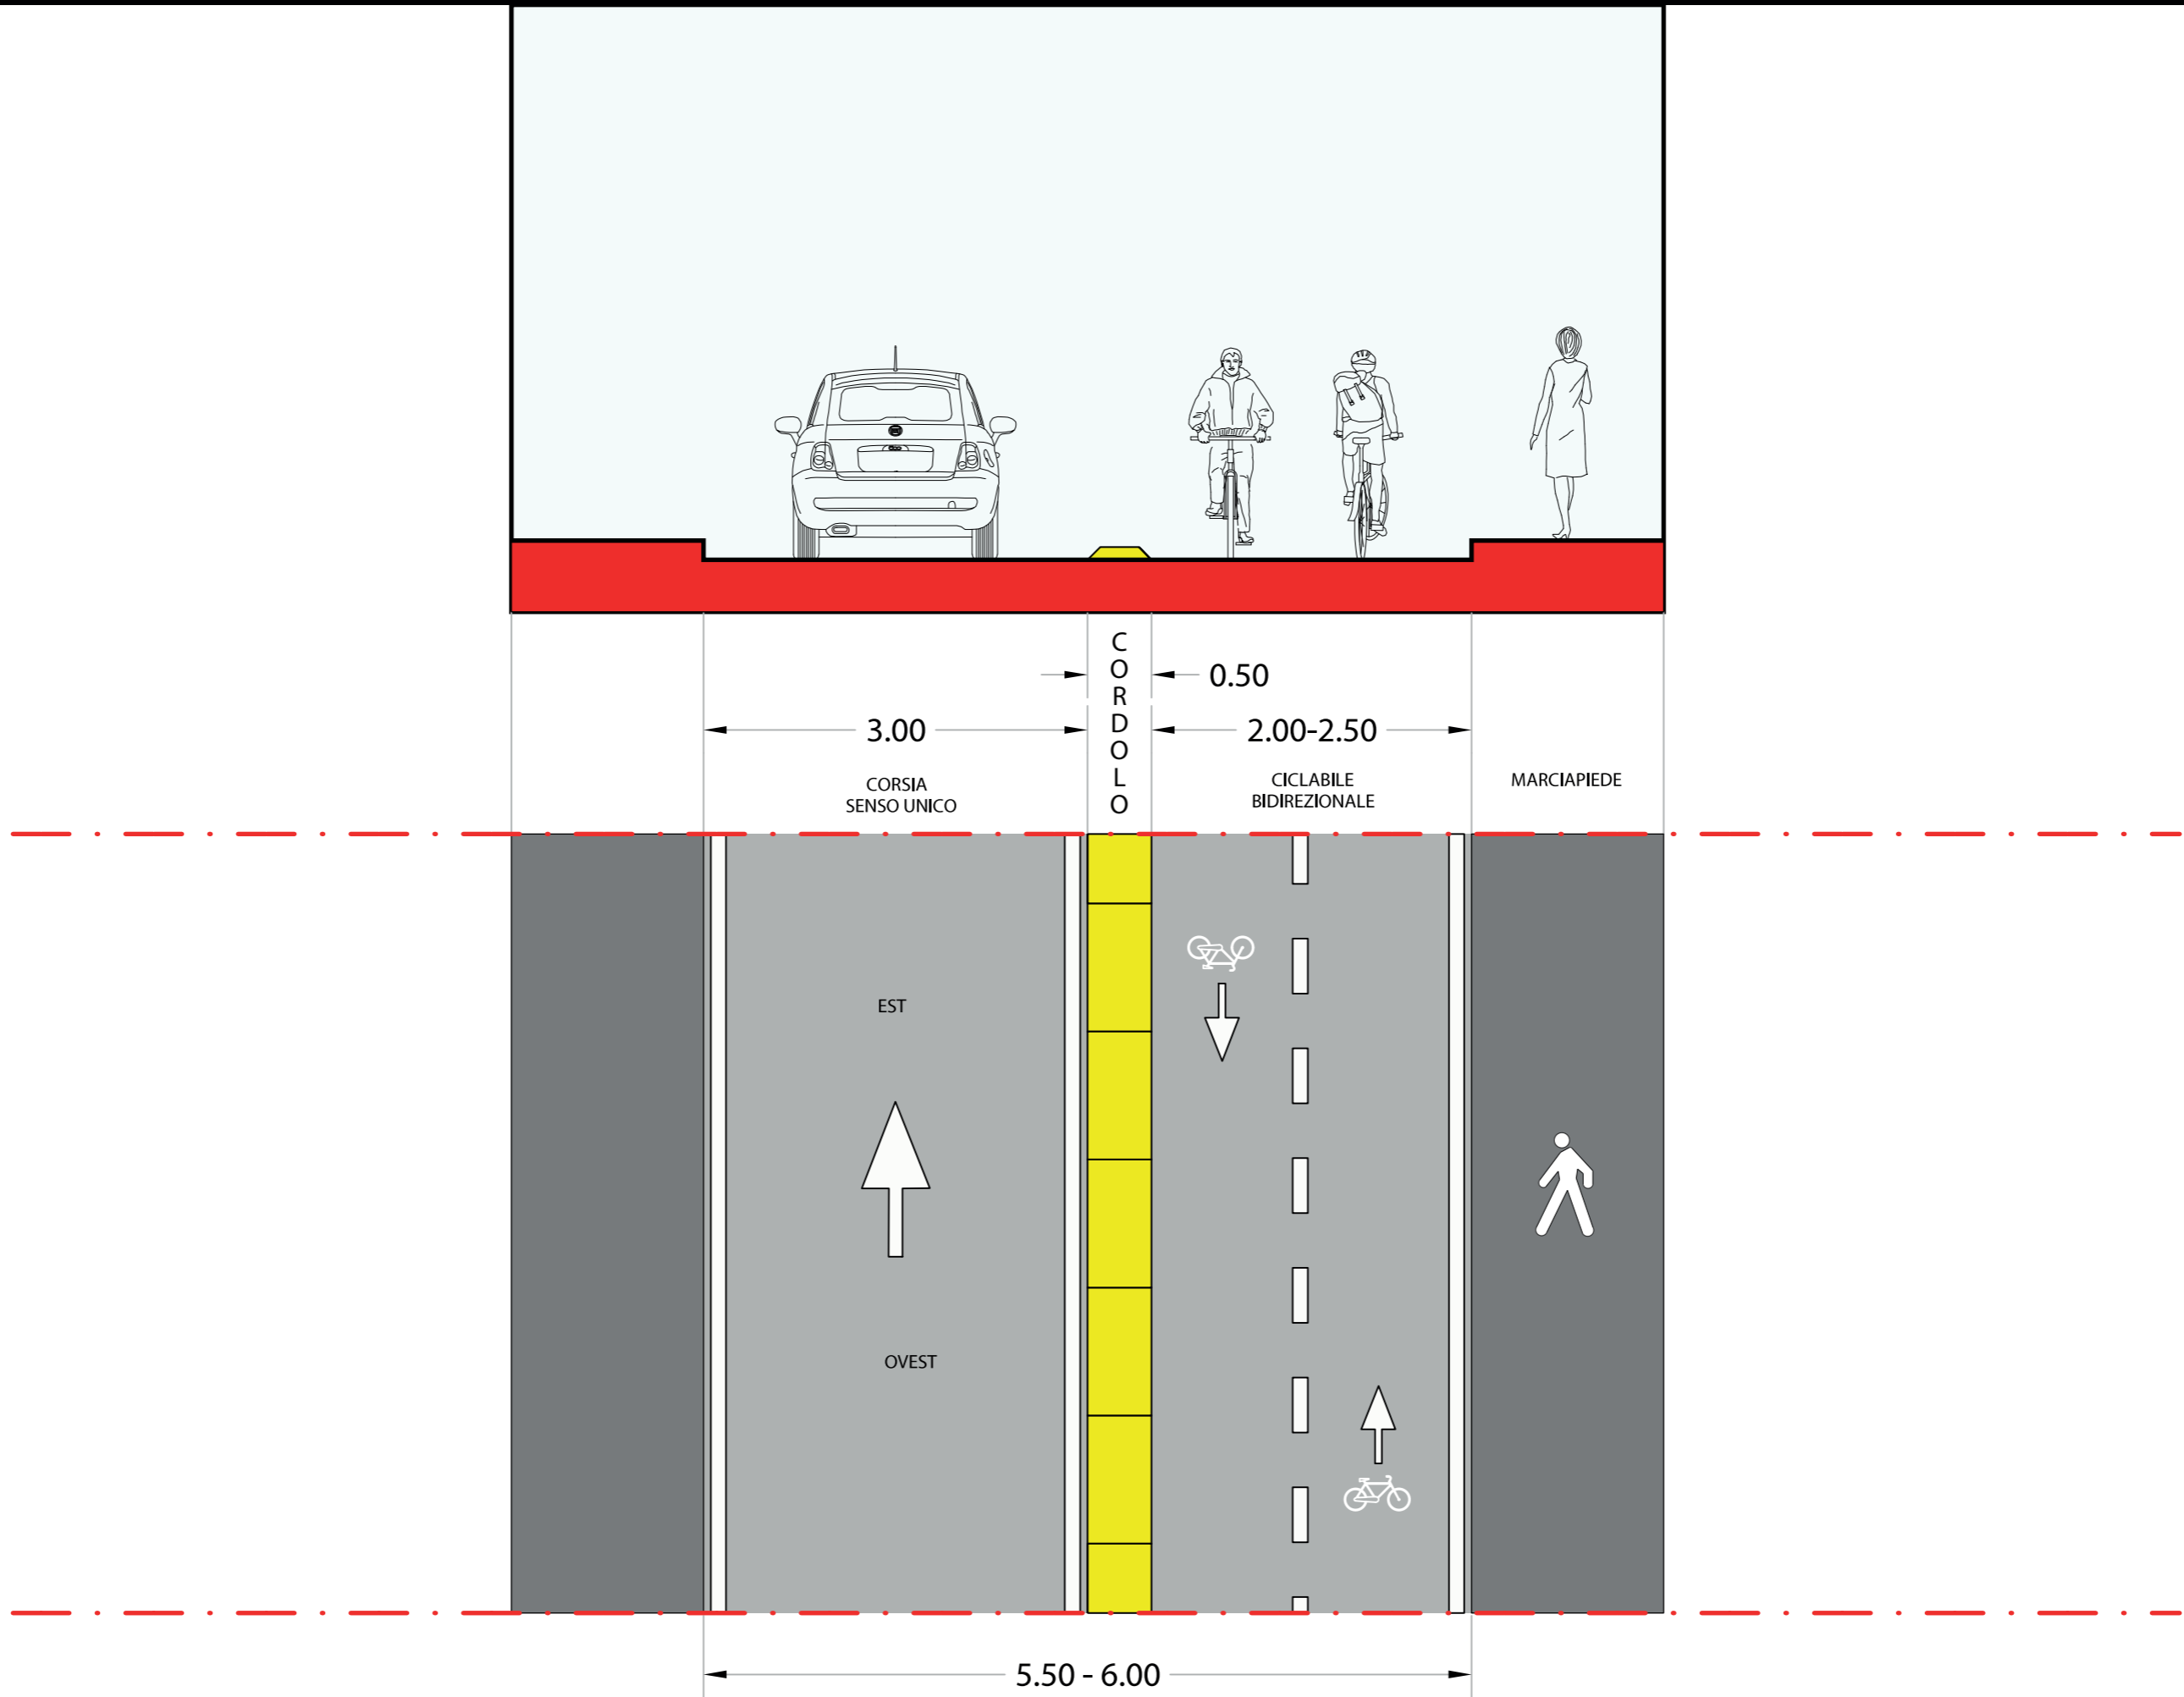 CORDOLO
0.50
3.00
2.00-2.50
CORSIA
SENSO UNICO
CICLABILE
BIDIREZIONALE
MARCIAPIEDE
EST
OVEST
5.50 - 6.00